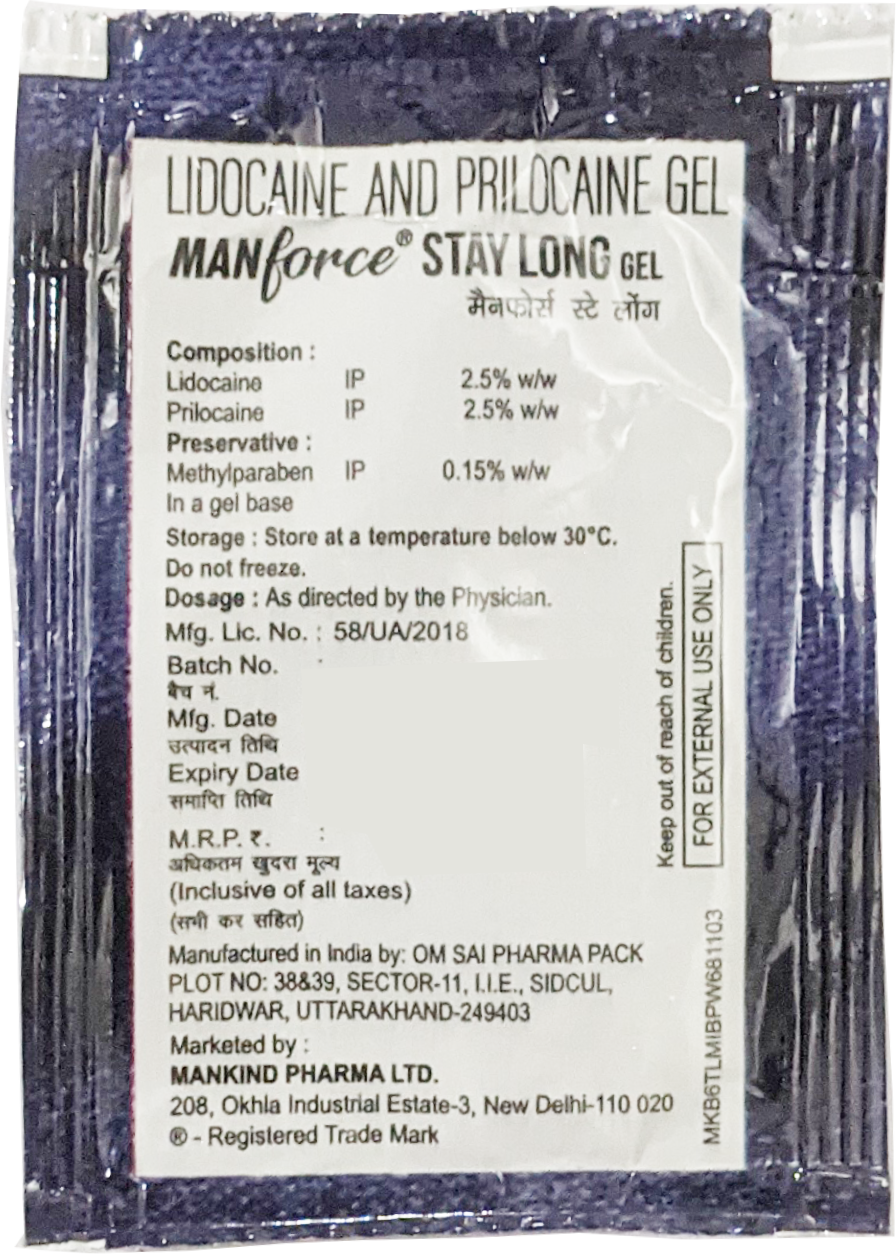 LIDOCAINE AND PRILOCAINE GEL
MANforce® STAY LONG GEL
मैनफोर्स स्टे लोंग
Composition :
Lidocaine IP 2.5% w/w
Prilocaine IP 2.5% w/w
Preservative :
Methylparaben IP 0.15% w/w
In a gel base
Storage : Store at a temperature below 30°C.
Do not freeze.
Dosage : As directed by the Physician.
Mfg. Lic. No. : 58/UA/2018
Batch No. :
बैच नं.
Mfg. Date
उत्पादन तिथि
Expiry Date
समाप्ति तिथि
M.R.P. ₹. :
अधिकतम खुदरा मूल्य
(Inclusive of all taxes)
(सभी कर सहित)
Manufactured in India by: OM SAI PHARMA PACK
PLOT NO: 38&39, SECTOR-11, I.I.E., SIDCUL,
HARIDWAR, UTTARAKHAND-249403
Marketed by :
MANKIND PHARMA LTD.
208, Okhla Industrial Estate-3, New Delhi-110 020
® - Registered Trade Mark
Keep out of reach of children.
FOR EXTERNAL USE ONLY
MKB6TLMIBPW681103